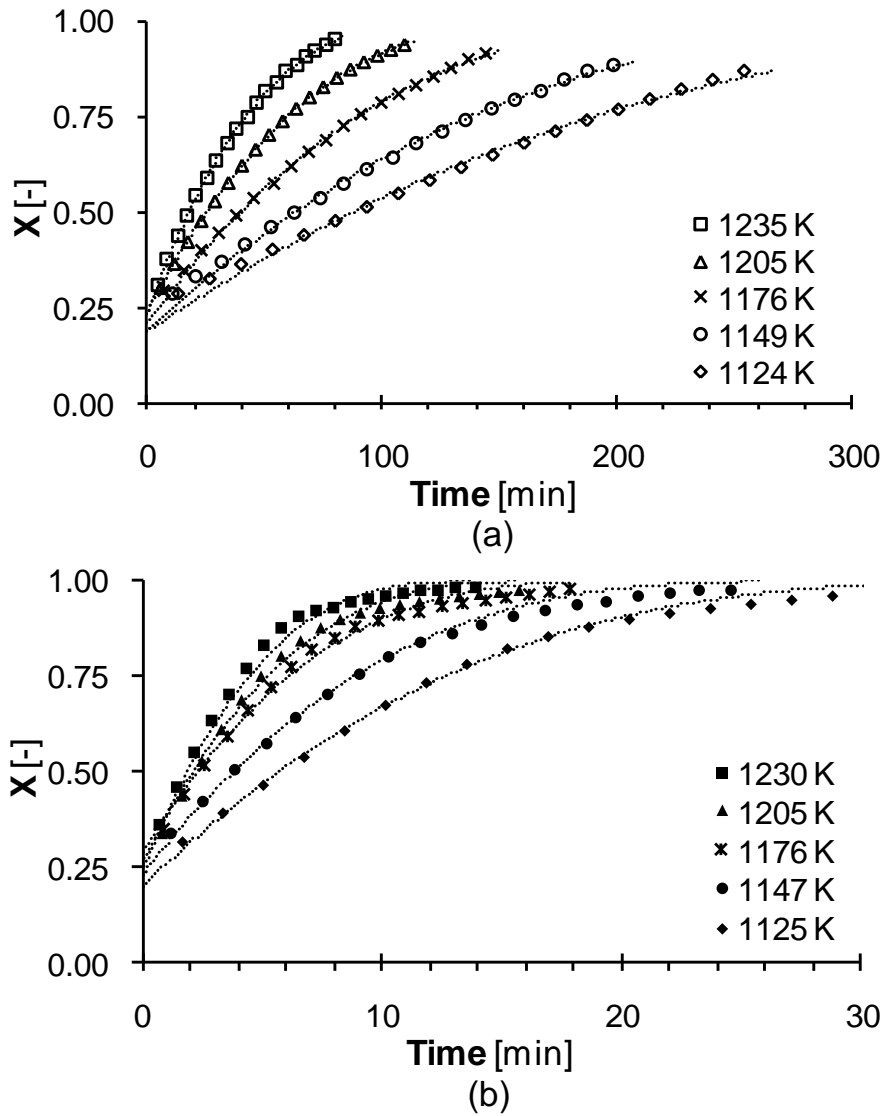 1.00
0.75
0.50
0.25
0.00
X [-]
1235 K
1205 K
1176 K
1149 K
1124 K
0 100 200 300
Time [min]
(a)
1.00
0.75
0.50
0.25
0.00
X [-]
1230 K
1205 K
1176 K
1147 K
1125 K
0 10 20 30
Time [min]
(b)